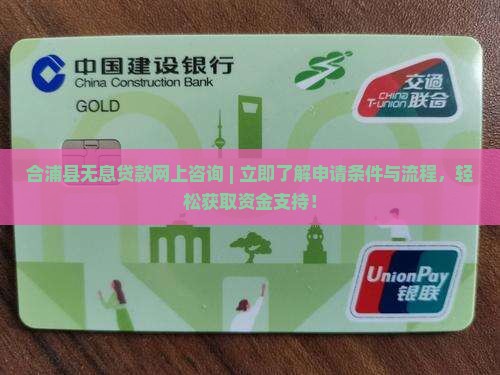 中国建设银行
China Construction Bank
GOLD
交通
联合
CHINA
T-UNION
合浦县无息贷款网上咨询 | 立即了解申请条件与流程，轻
松获取资金支持！
UnionPay
银联